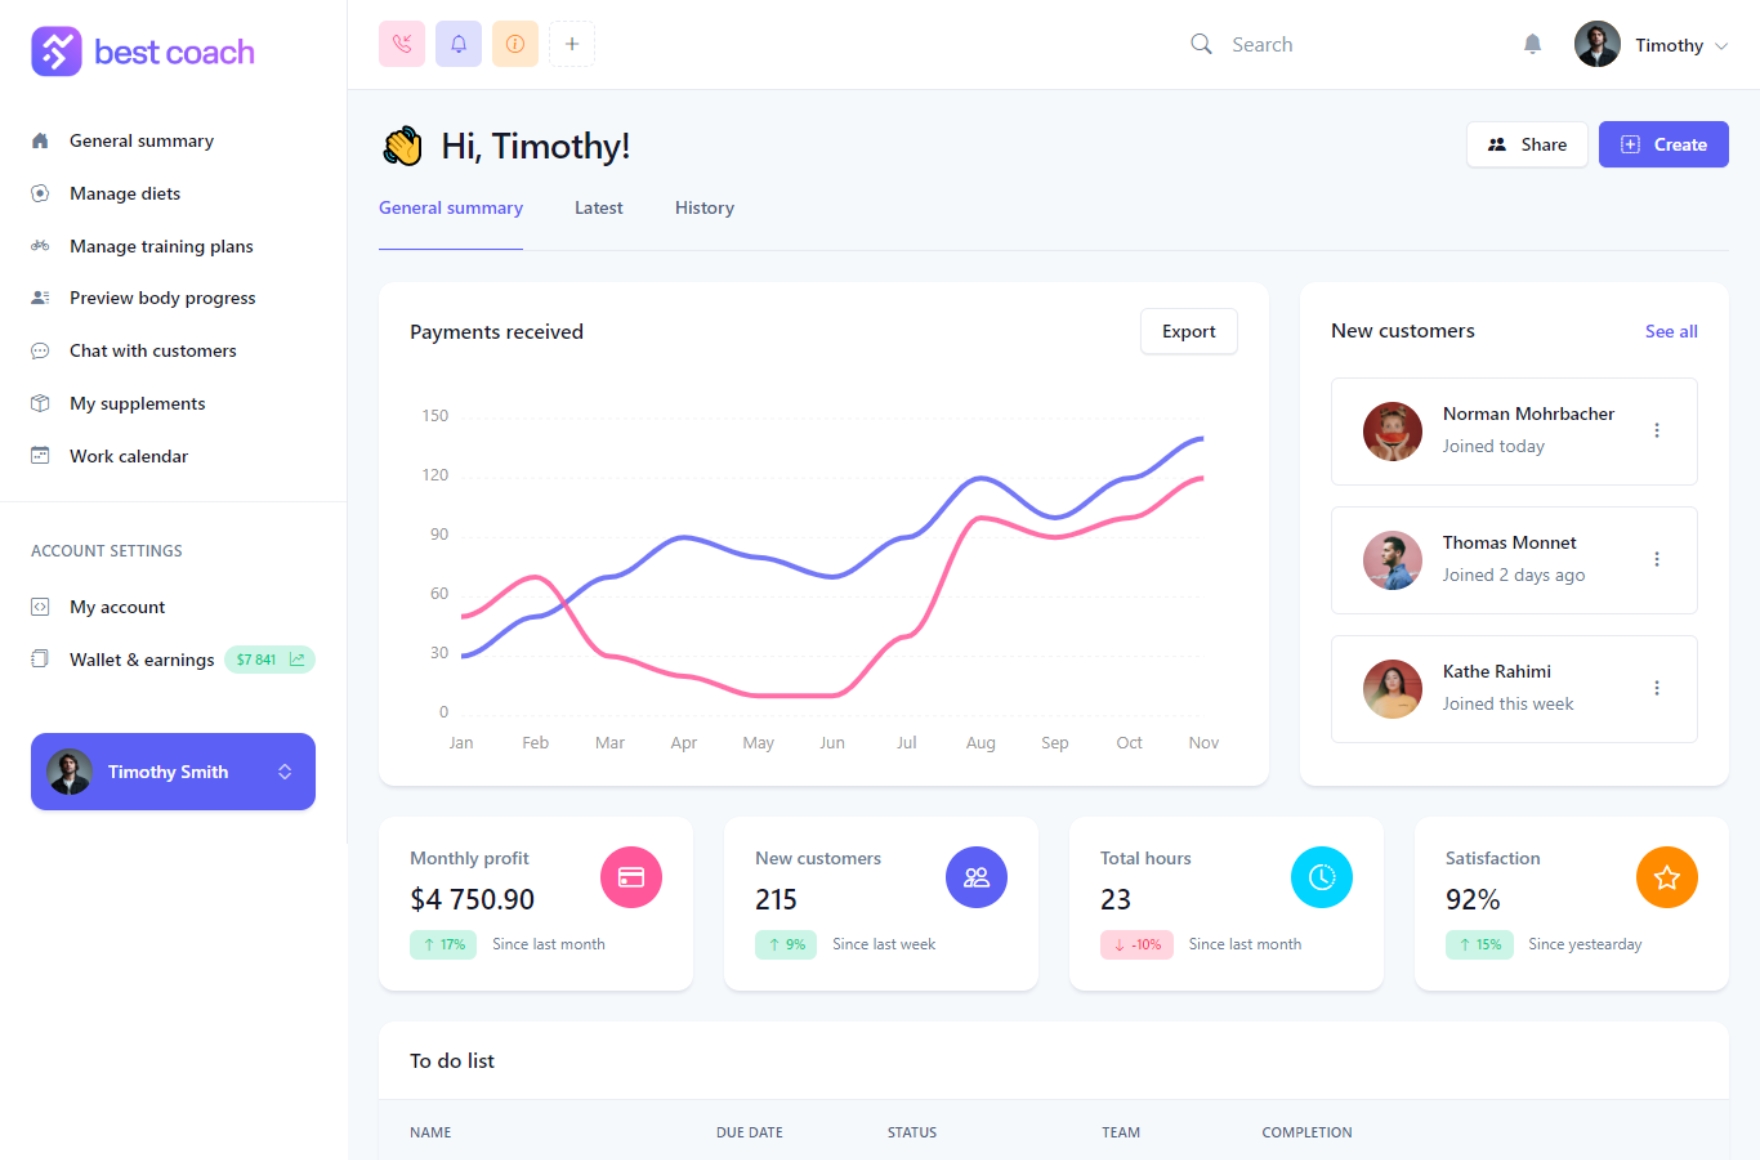 best coach
General summary
Manage diets
Manage training plans
Preview body progress
Chat with customers
My supplements
Work calendar
ACCOUNT SETTINGS
My account
Wallet & earnings $7 841
Timothy Smith
Search
Timothy
Hi, Timothy!
Share
Create
General summary Latest History
Payments received
Export
150
120
90
60
30
0
Jan Feb Mar Apr May Jun Jul Aug Sep Oct Nov
New customers
See all
Norman Mohrbacher
Joined today
Thomas Monnet
Joined 2 days ago
Kathe Rahimi
Joined this week
Monthly profit
$4 750.90
↑ 17% Since last month
New customers
215
↑ 9% Since last week
Total hours
23
↓ -10% Since last month
Satisfaction
92%
↑ 15% Since yestearday
To do list
NAME DUE DATE STATUS TEAM COMPLETION